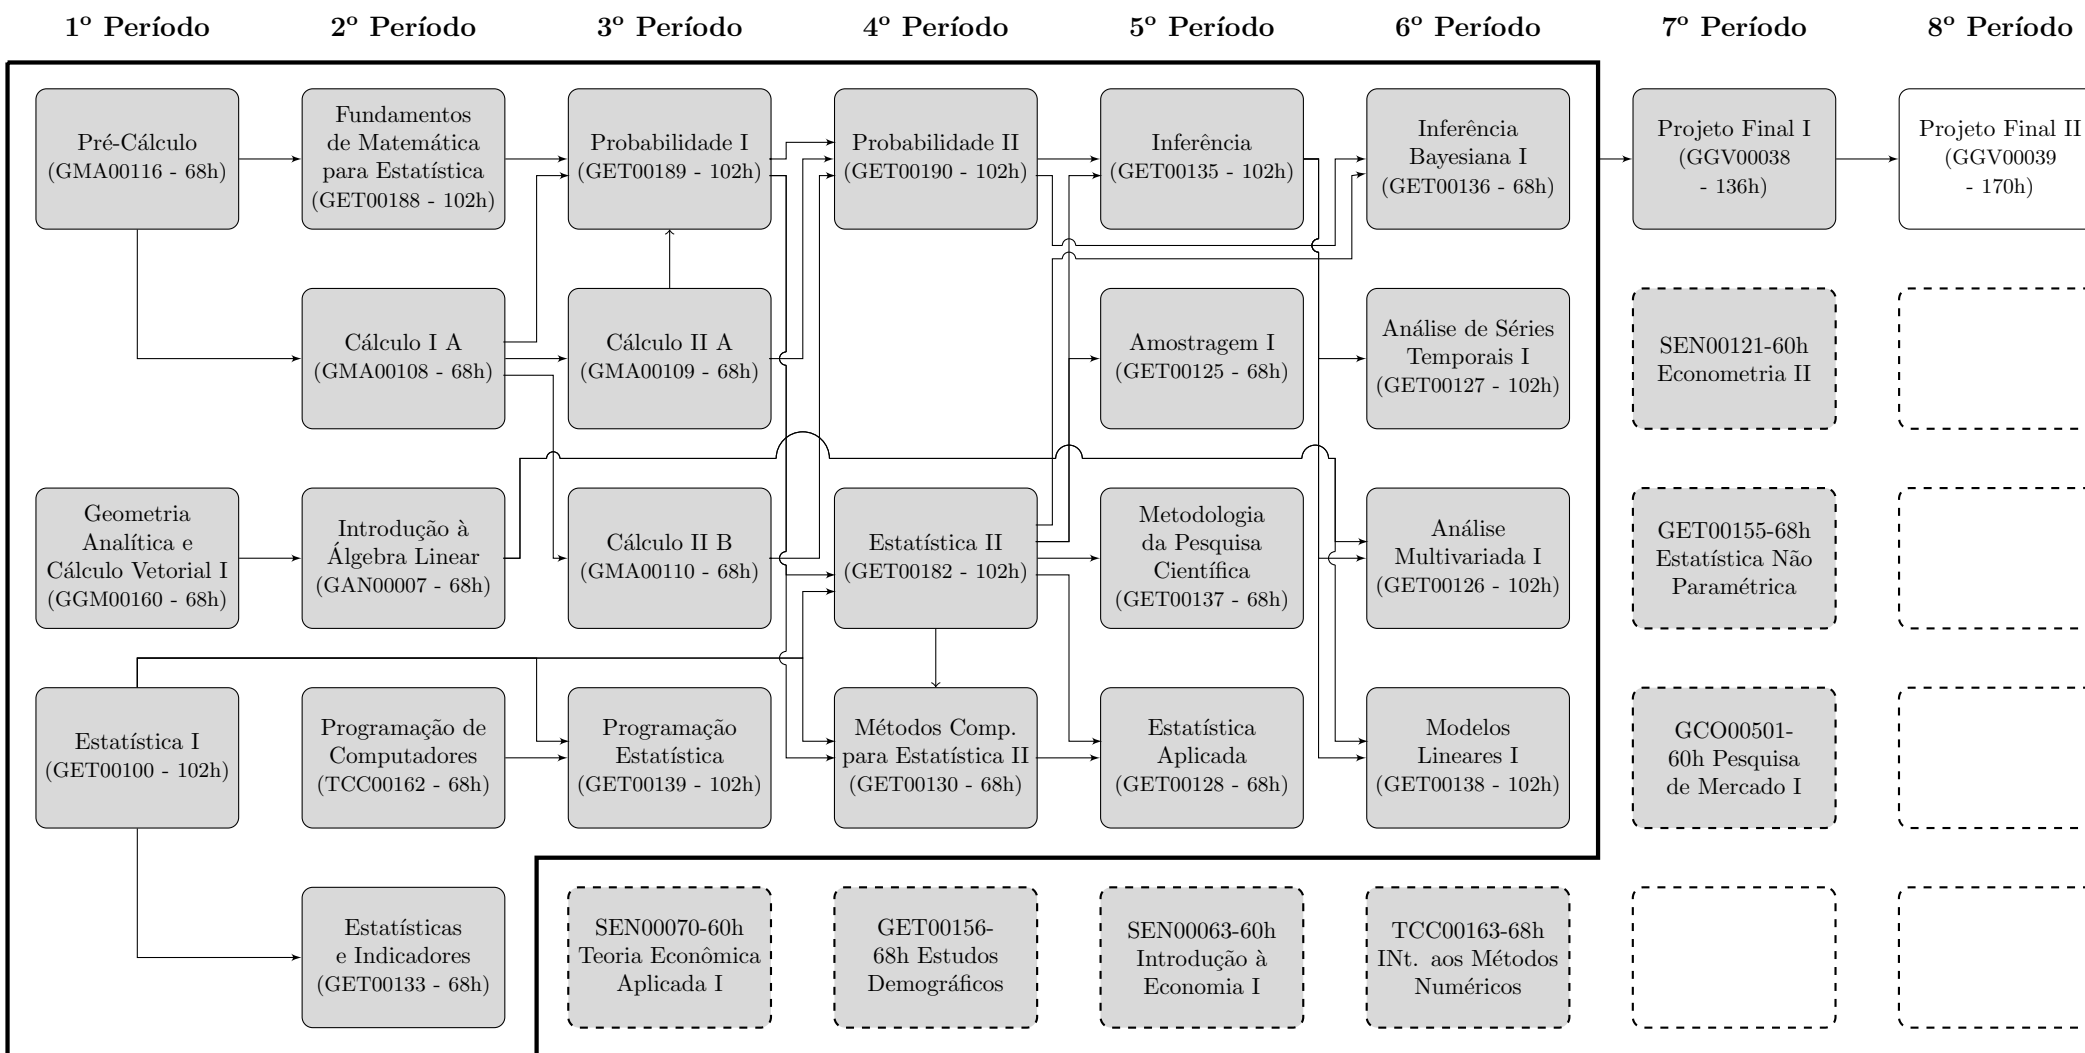 1º Período
2º Período
3º Período
4º Período
5º Período
6º Período
7º Período
8º Período
Pré-Cálculo
(GMA00116 - 68h)
Fundamentos
de Matemática
para Estatística
(GET00188 - 102h)
Probabilidade I
(GET00189 - 102h)
Probabilidade II
(GET00190 - 102h)
Inferência
(GET00135 - 102h)
Inferência
Bayesiana I
(GET00136 - 68h)
Projeto Final I
(GGV00038
- 136h)
Projeto Final II
(GGV00039
- 170h)
Cálculo I A
(GMA00108 - 68h)
Cálculo II A
(GMA00109 - 68h)
Amostragem I
(GET00125 - 68h)
Análise de Séries
Temporais I
(GET00127 - 102h)
SEN00121-60h
Econometria II
Geometria
Analítica e
Cálculo Vetorial I
(GGM00160 - 68h)
Introdução à
Álgebra Linear
(GAN00007 - 68h)
Cálculo II B
(GMA00110 - 68h)
Estatística II
(GET00182 - 102h)
Metodologia
da Pesquisa
Científica
(GET00137 - 68h)
Análise
Multivariada I
(GET00126 - 102h)
GET00155-68h
Estatística Não
Paramétrica
Estatística I
(GET00100 - 102h)
Programação de
Computadores
(TCC00162 - 68h)
Programação
Estatística
(GET00139 - 102h)
Métodos Comp.
para Estatística II
(GET00130 - 68h)
Estatística
Aplicada
(GET00128 - 68h)
Modelos
Lineares I
(GET00138 - 102h)
GCO00501-
60h Pesquisa
de Mercado I
Estatísticas
e Indicadores
(GET00133 - 68h)
SEN00070-60h
Teoria Econômica
Aplicada I
GET00156-
68h Estudos
Demográficos
SEN00063-60h
Introdução à
Economia I
TCC00163-68h
INt. aos Métodos
Numéricos